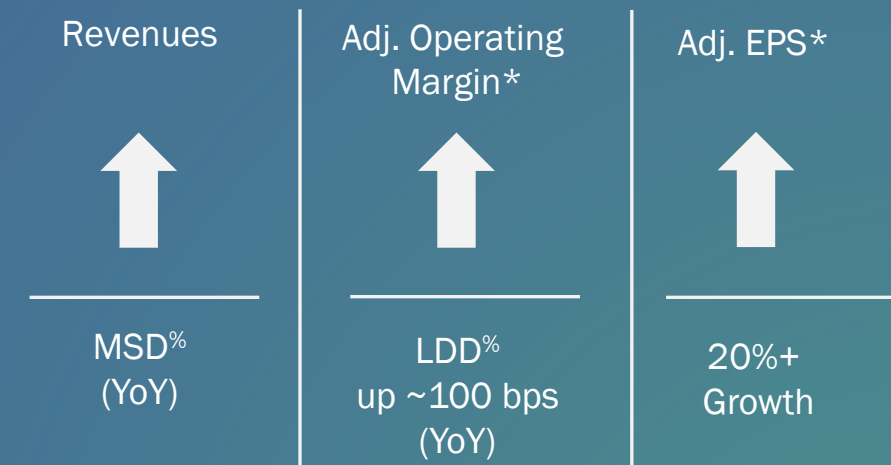 Revenues
MSD%
(YoY)
Adj. Operating
Margin*
LDD%
up ~100 bps
(YoY)
Adj. EPS*
20%+
Growth